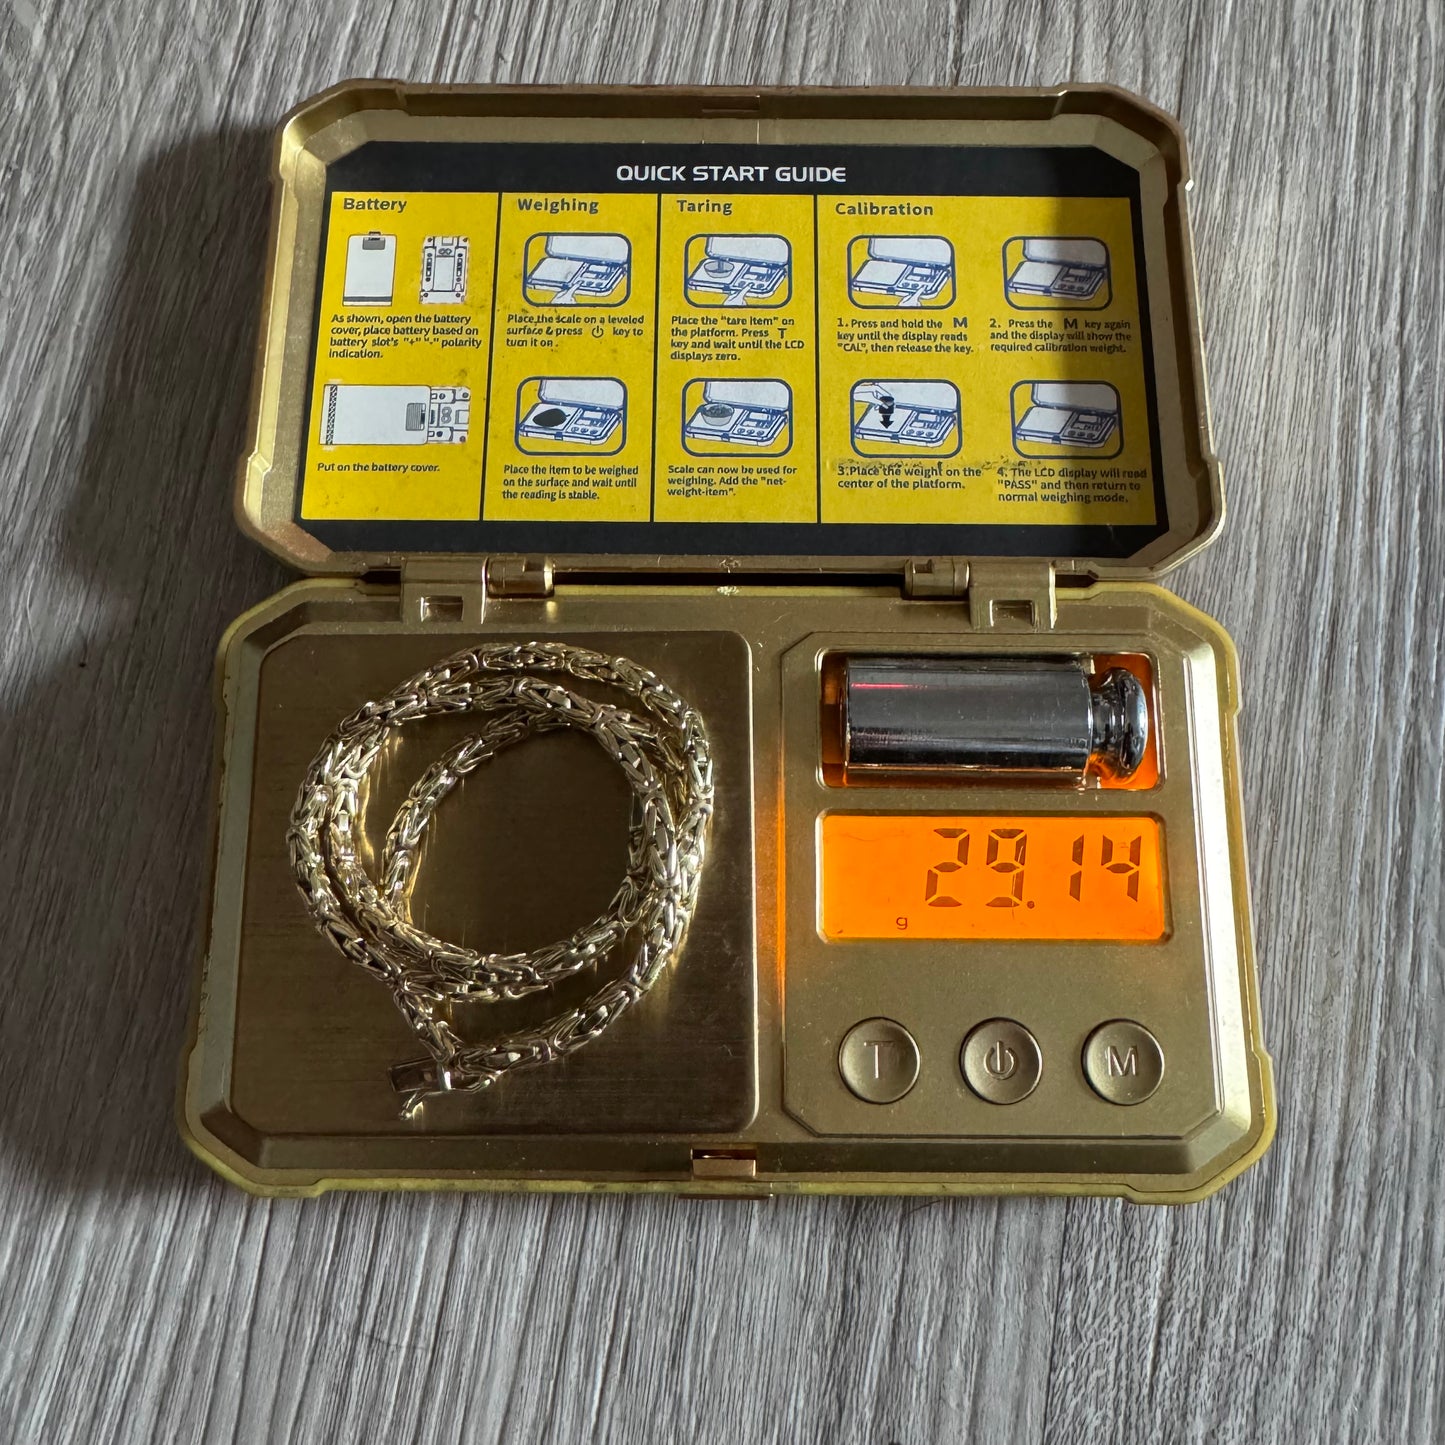 QUICK START GUIDE
Battery
As shown, open the battery
cover, place battery based on
battery slot's "+" "-" polarity
indication.
Put on the battery cover.
Weighing
Place the scale on a leveled
surface & press ⏻ key to
turn it on .
Place the item to be weighed
on the surface and wait until
the reading is stable.
Taring
Place the "tare item" on
the platform. Press T
key and wait until the LCD
displays zero.
Scale can now be used for
weighing. Add the "net-
weight-item".
Calibration
1. Press and hold the M
key until the display reads
"CAL", then release the key.
2. Press the M key again
and the display will show the
required calibration weight.
3.Place the weight on the
center of the platform.
4. The LCD display will read
"PASS" and then return to
normal weighing mode.
29.14
g
T M